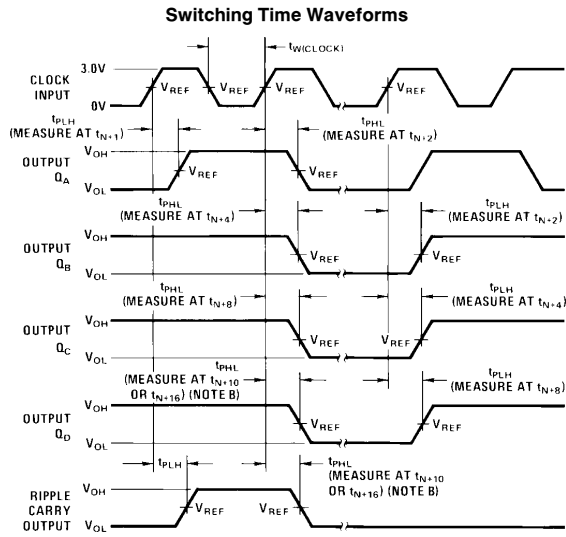 Switching Time Waveforms
tW(CLOCK)
3.0V
CLOCK
INPUT
VREF
VREF
VREF
VREF
0V
tPLH
(MEASURE AT tN+1)
tPHL
(MEASURE AT tN+2)
VOH
OUTPUT
QA
VREF
VREF
VOL
tPHL
(MEASURE AT tN+4)
tPLH
(MEASURE AT tN+2)
VOH
OUTPUT
QB
VREF
VREF
VOL
tPHL
(MEASURE AT tN+8)
tPLH
(MEASURE AT tN+4)
VOH
OUTPUT
QC
VREF
VREF
VOL
tPHL
(MEASURE AT tN+10
OR tN+16) (NOTE B)
tPLH
(MEASURE AT tN+8)
VOH
OUTPUT
QD
VREF
VREF
VOL
tPLH
tPHL
(MEASURE AT tN+10
OR tN+16) (NOTE B)
VOH
RIPPLE
CARRY
OUTPUT
VREF
VREF
VOL